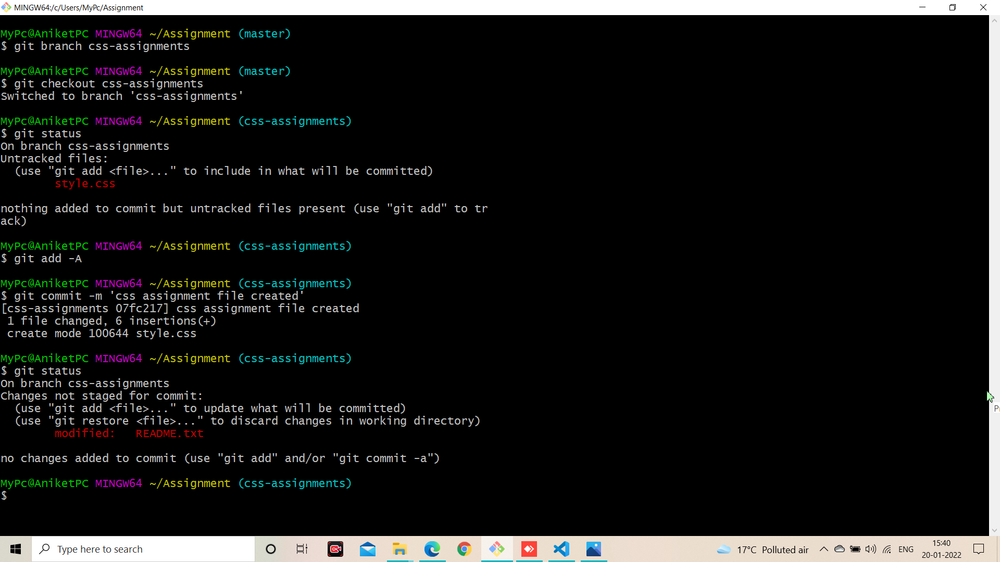 MINGW64:/c/Users/MyPc/Assignment
MyPc@AniketPC MINGW64 ~/Assignment (master)
$ git branch css-assignments
MyPc@AniketPC MINGW64 ~/Assignment (master)
$ git checkout css-assignments
Switched to branch 'css-assignments'
MyPc@AniketPC MINGW64 ~/Assignment (css-assignments)
$ git status
On branch css-assignments
Untracked files:
  (use "git add <file>..." to include in what will be committed)
        style.css
nothing added to commit but untracked files present (use "git add" to tr
ack)
MyPc@AniketPC MINGW64 ~/Assignment (css-assignments)
$ git add -A
MyPc@AniketPC MINGW64 ~/Assignment (css-assignments)
$ git commit -m 'css assignment file created'
[css-assignments 07fc217] css assignment file created
 1 file changed, 6 insertions(+)
 create mode 100644 style.css
MyPc@AniketPC MINGW64 ~/Assignment (css-assignments)
$ git status
On branch css-assignments
Changes not staged for commit:
  (use "git add <file>..." to update what will be committed)
  (use "git restore <file>..." to discard changes in working directory)
        modified:   README.txt
no changes added to commit (use "git add" and/or "git commit -a")
MyPc@AniketPC MINGW64 ~/Assignment (css-assignments)
$
Type here to search
17°C Polluted air
ENG
15:40
20-01-2022